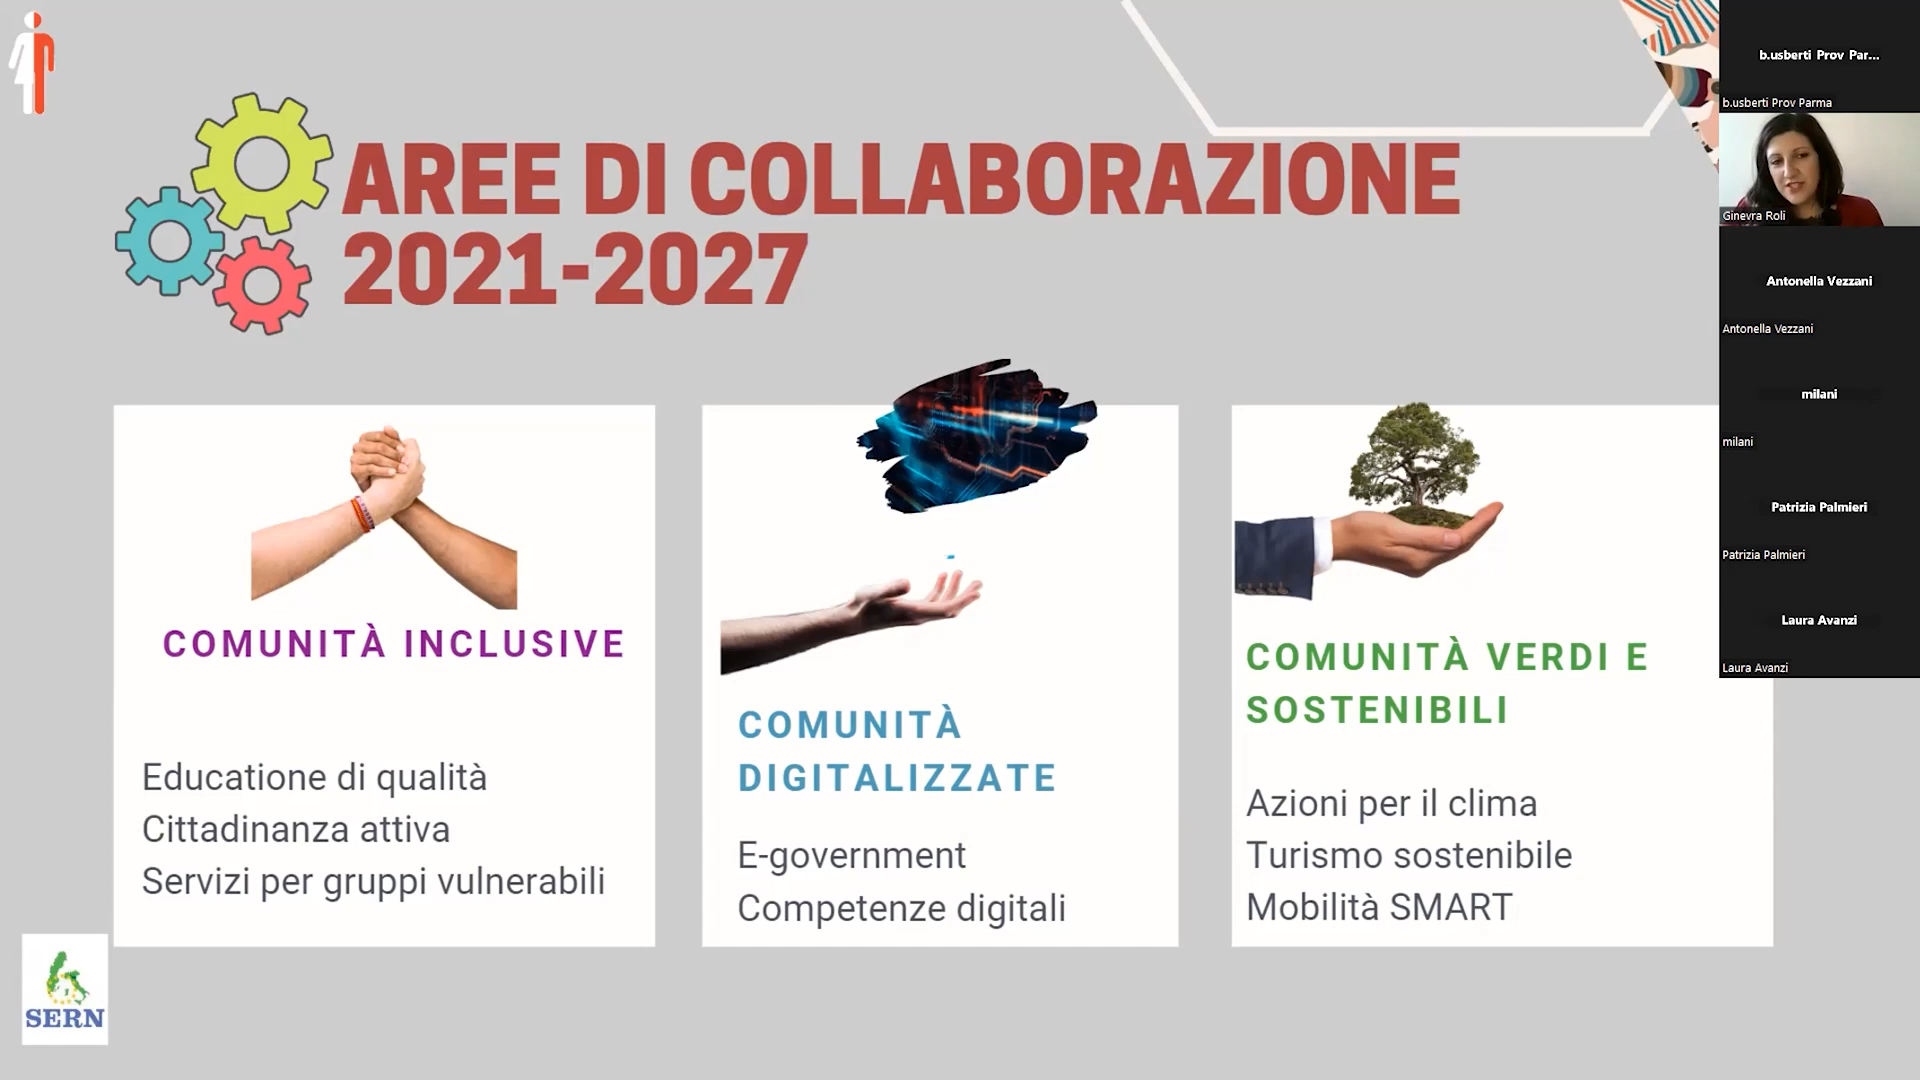 AREE DI COLLABORAZIONE
2021-2027
COMUNITÀ INCLUSIVE
Educatione di qualità
Cittadinanza attiva
Servizi per gruppi vulnerabili
COMUNITÀ
DIGITALIZZATE
E-government
Competenze digitali
COMUNITÀ VERDI E
SOSTENIBILI
Azioni per il clima
Turismo sostenibile
Mobilità SMART
SERN
b.usberti Prov Par...
b.usberti Prov Parma
Ginevra Roli
Antonella Vezzani
Antonella Vezzani
milani
milani
Patrizia Palmieri
Patrizia Palmieri
Laura Avanzi
Laura Avanzi